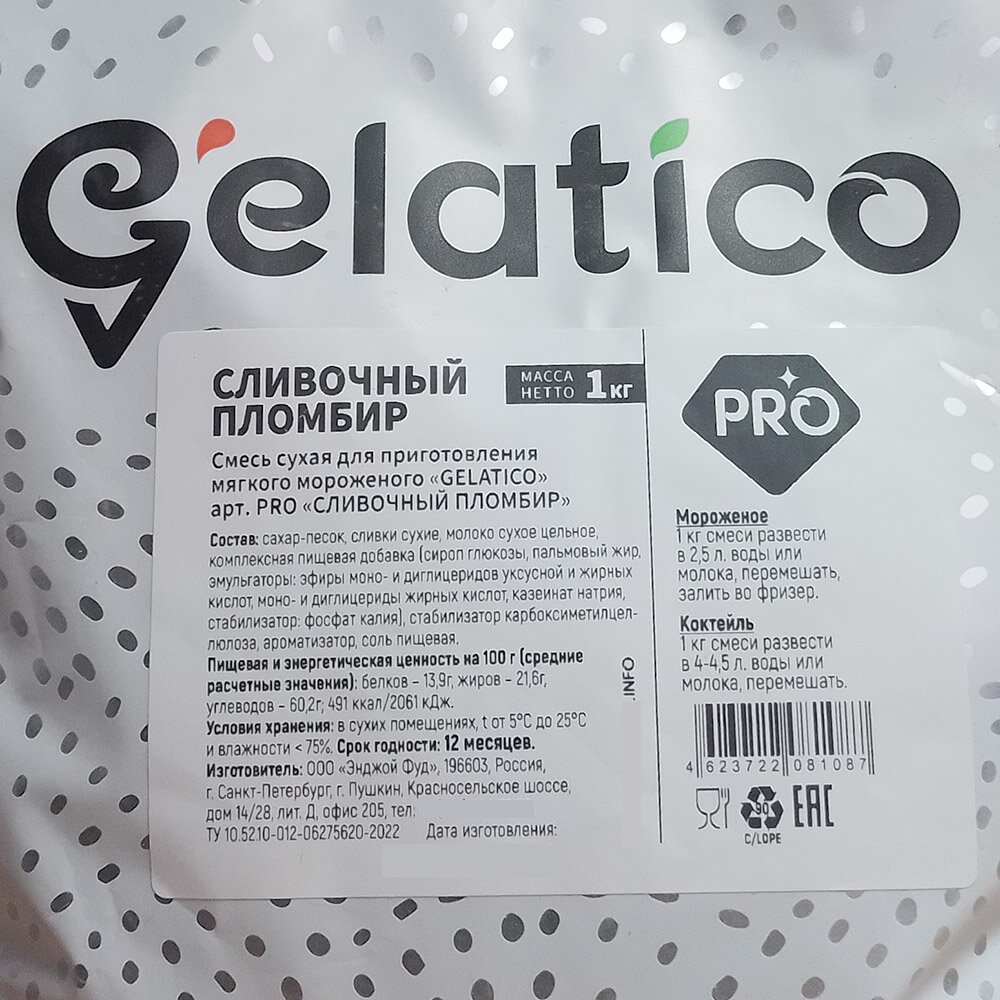 Gelatico
СЛИВОЧНЫЙ
ПЛОМБИР
МАССА
НЕТТО 1 кг
Смесь сухая для приготовления
мягкого мороженого «GELATICO»
арт. PRO «СЛИВОЧНЫЙ ПЛОМБИР»
Состав: сахар-песок, сливки сухие, молоко сухое цельное,
комплексная пищевая добавка (сироп глюкозы, пальмовый жир,
эмульгаторы: эфиры моно- и диглицеридов уксусной и жирных
кислот, моно- и диглицериды жирных кислот, казеинат натрия,
стабилизатор: фосфат калия), стабилизатор карбоксиметилцел-
люлоза, ароматизатор, соль пищевая.
Пищевая и энергетическая ценность на 100 г (средние
расчетные значения): белков – 13,9г, жиров – 21,6г,
углеводов – 60,2г; 491 ккал/2061 кДж.
Условия хранения: в сухих помещениях, t от 5°C до 25°C
и влажности < 75%. Срок годности: 12 месяцев.
Изготовитель: ООО «Энджой Фуд», 196603, Россия,
г. Санкт-Петербург, г. Пушкин, Красносельское шоссе,
дом 14/28, лит. Д, офис 205, тел:
ТУ 10.52.10-012-06275620-2022 Дата изготовления:
.INFO
PRO
Мороженое
1 кг смеси развести
в 2,5 л. воды или
молока, перемешать,
залить во фризер.
Коктейль
1 кг смеси развести
в 4-4,5 л. воды или
молока, перемешать.
4 623722 081087
90
C/LDPE
EAC